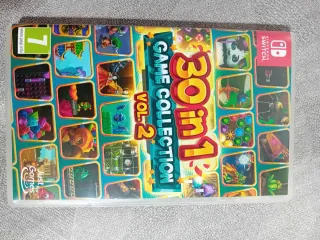 30 in 1
GAME COLLECTION
VOL-2
NINTENDO
SWITCH
7